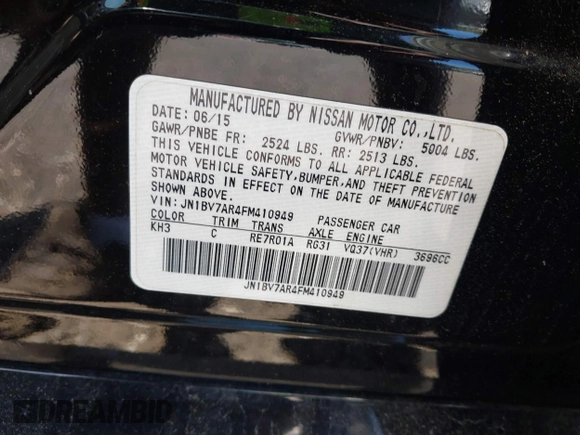 MANUFACTURED BY NISSAN MOTOR CO.,LTD.
DATE: 06/15 GVWR/PNBV: 5004 LBS.
GAWR/PNBE FR: 2524 LBS. RR: 2513 LBS.
THIS VEHICLE CONFORMS TO ALL APPLICABLE FEDERAL
MOTOR VEHICLE SAFETY,BUMPER,AND THEFT PREVENTION
STANDARDS IN EFFECT ON THE DATE OF MANUFACTURE
SHOWN ABOVE.
VIN: JN1BV7AR4FM410949 PASSENGER CAR
COLOR TRIM TRANS AXLE ENGINE
KH3 C RE7R01A RG31 VQ37(VHR) 3696CC
JN1BV7AR4FM410949
DREAMBID